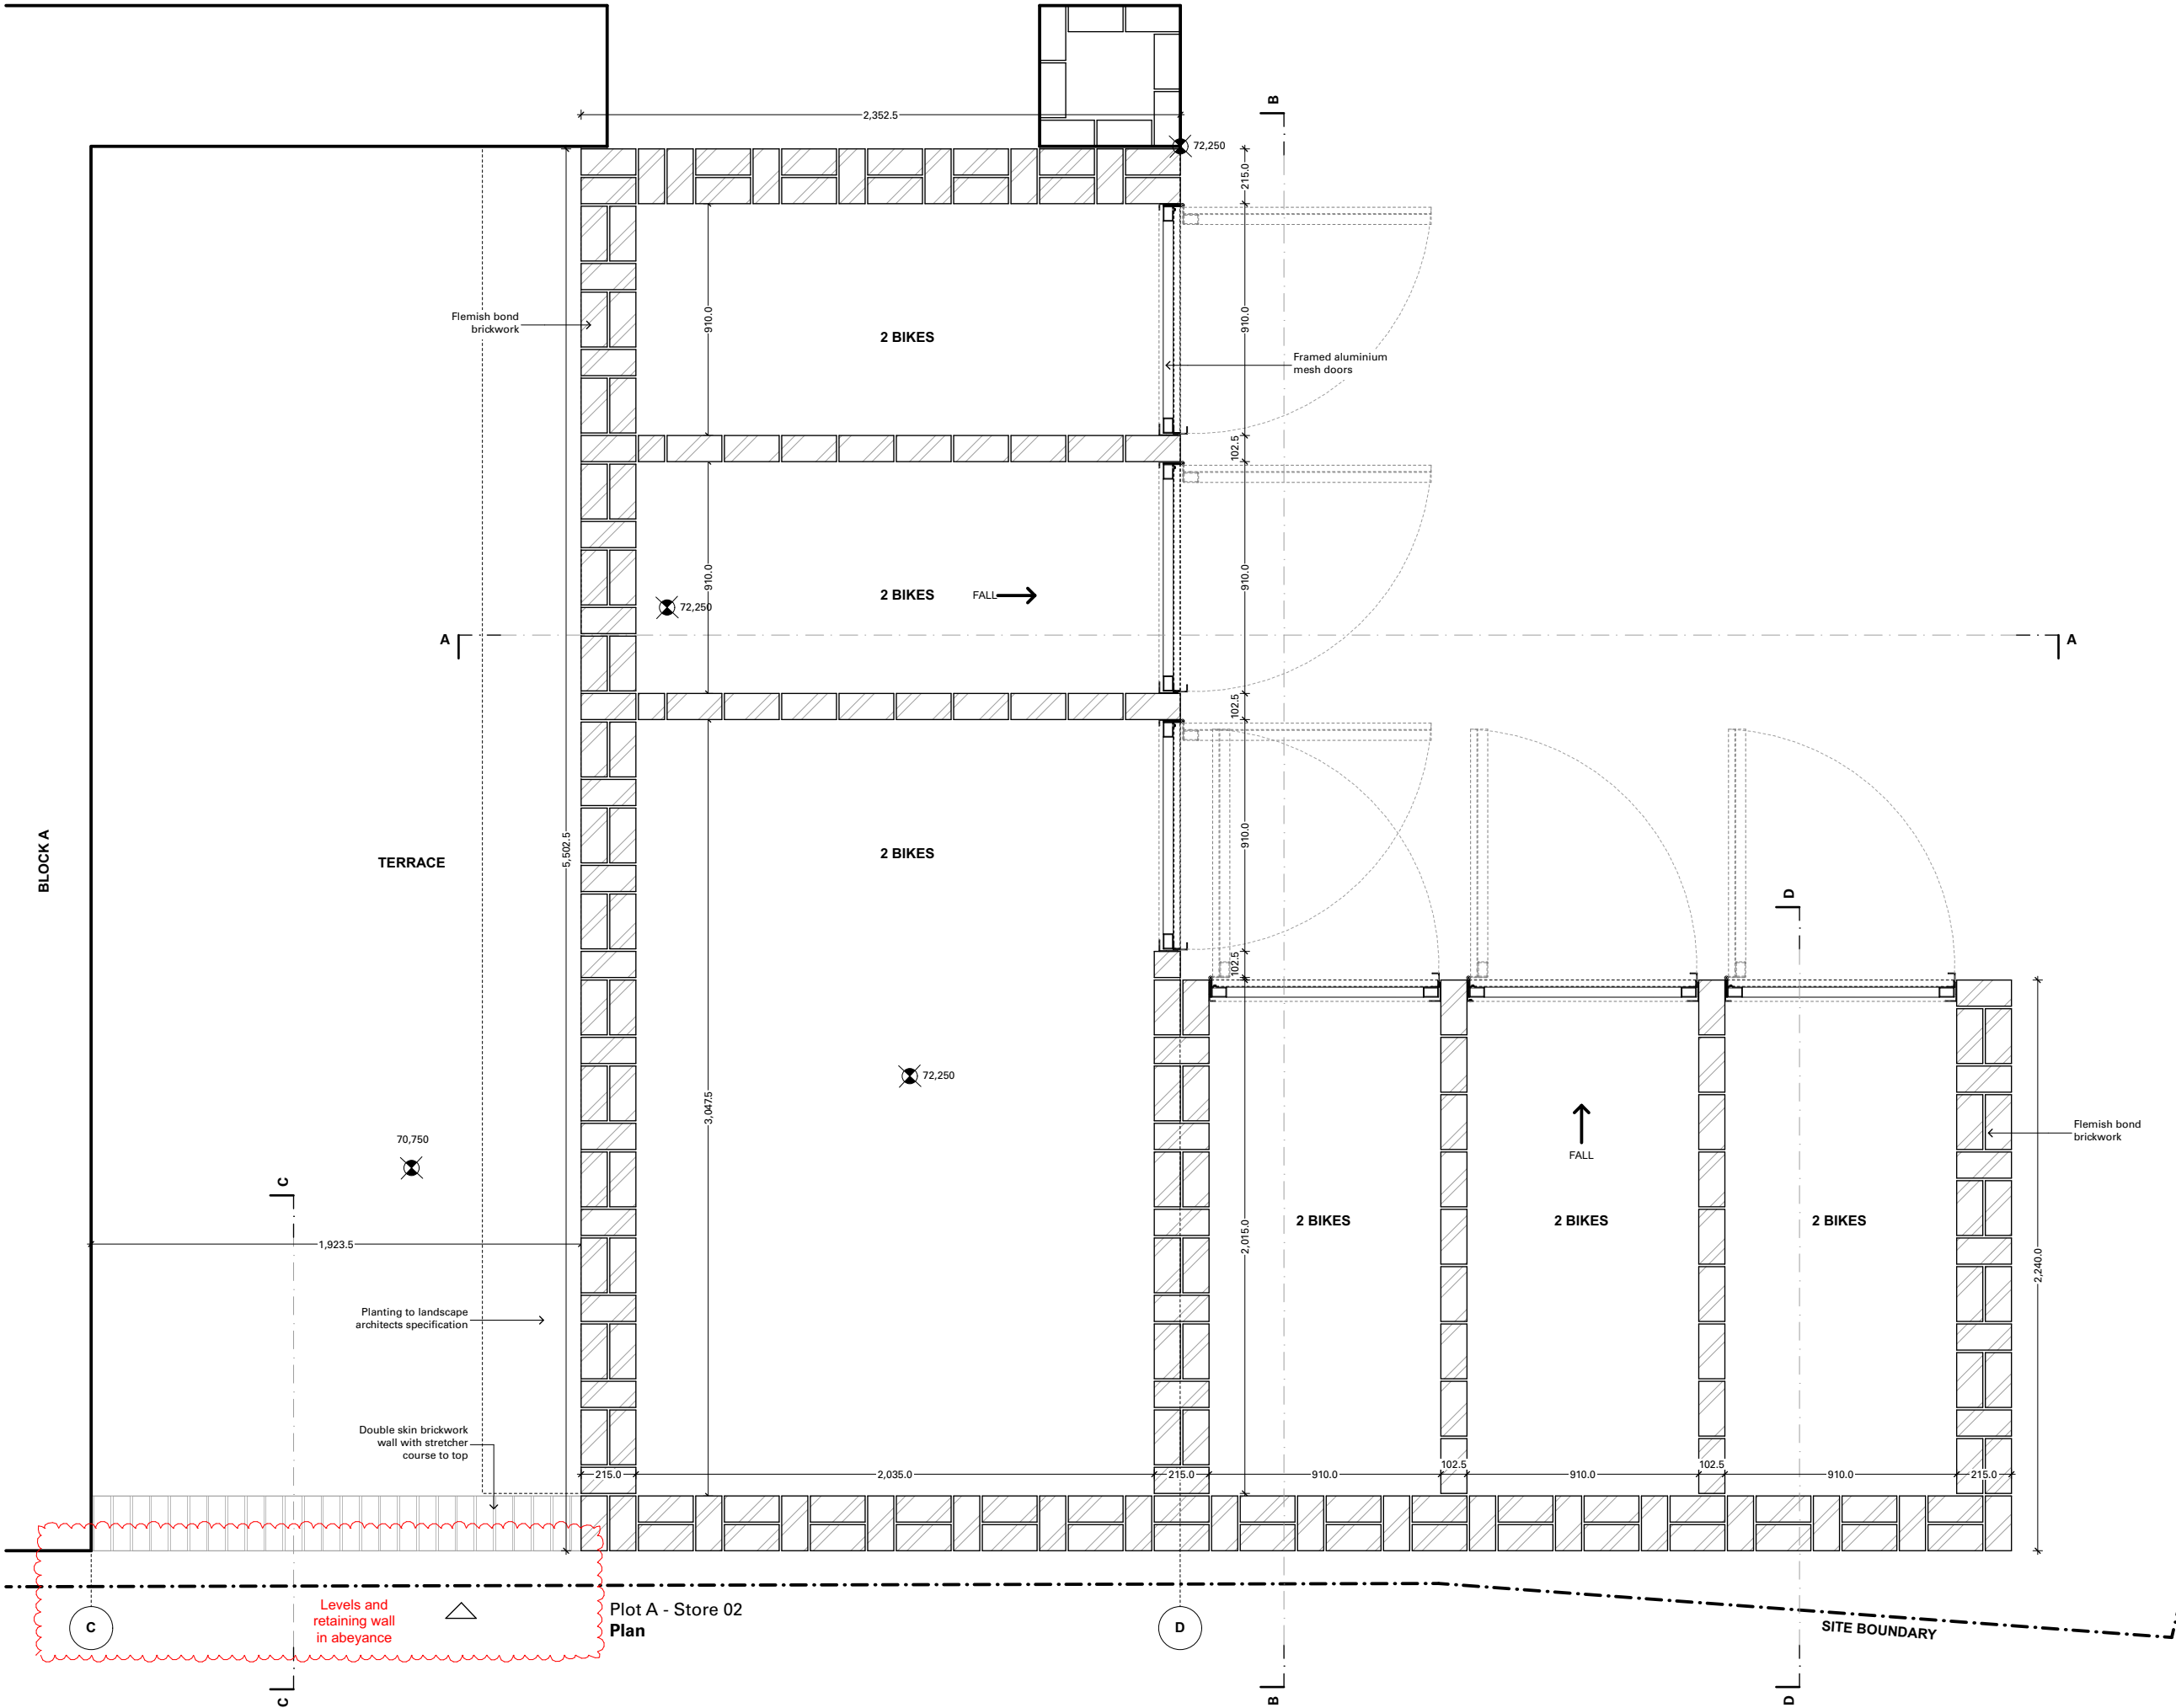 2,352.5
B
72,250
215.0
Flemish bond
brickwork
910.0
2 BIKES
910.0
Framed aluminium
mesh doors
102.5
910.0
2 BIKES
FALL
910.0
72,250
A
A
102.5
BLOCK A
TERRACE
5,502.5
2 BIKES
910.0
D
102.5
72,250
3,047.5
70,750
FALL
Flemish bond
brickwork
C
1,923.5
2 BIKES
2 BIKES
2 BIKES
2,015.0
2,240.0
Planting to landscape
architects specification
Double skin brickwork
wall with stretcher
course to top
215.0
2,035.0
215.0
910.0
102.5
910.0
102.5
910.0
215.0
Levels and
retaining wall
in abeyance
C
Plot A - Store 02
Plan
D
SITE BOUNDARY
C
B
D